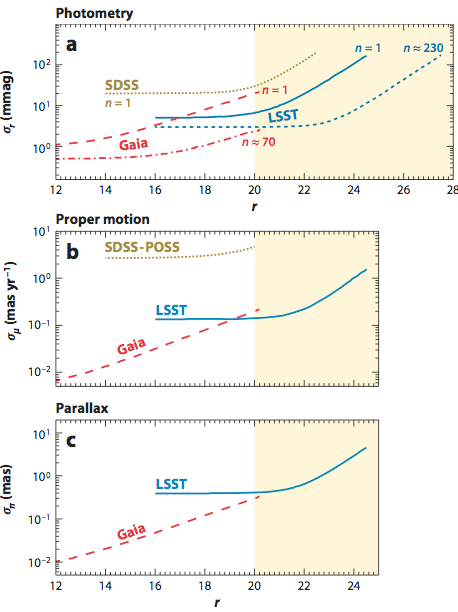 Photometry
a
n = 1
n ≈ 230
SDSS
n = 1
n = 1
LSST
Gaia
n ≈ 70
σr (mmag)
10²
10¹
10⁰
12 14 16 18 20 22 24 26 28
r
Proper motion
b
SDSS-POSS
LSST
Gaia
σμ (mas yr⁻¹)
10¹
10⁰
10⁻¹
10⁻²
12 14 16 18 20 22 24
Parallax
c
LSST
Gaia
σπ (mas)
10¹
10⁰
10⁻¹
10⁻²
12 14 16 18 20 22 24
r